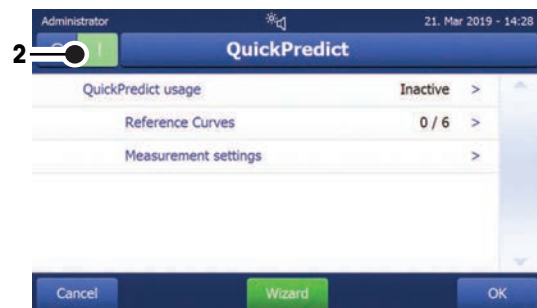 Administrator 21. Mar 2019 - 14:28
2
QuickPredict
QuickPredict usage Inactive >
Reference Curves 0 / 6 >
Measurement settings >
Cancel Wizard OK